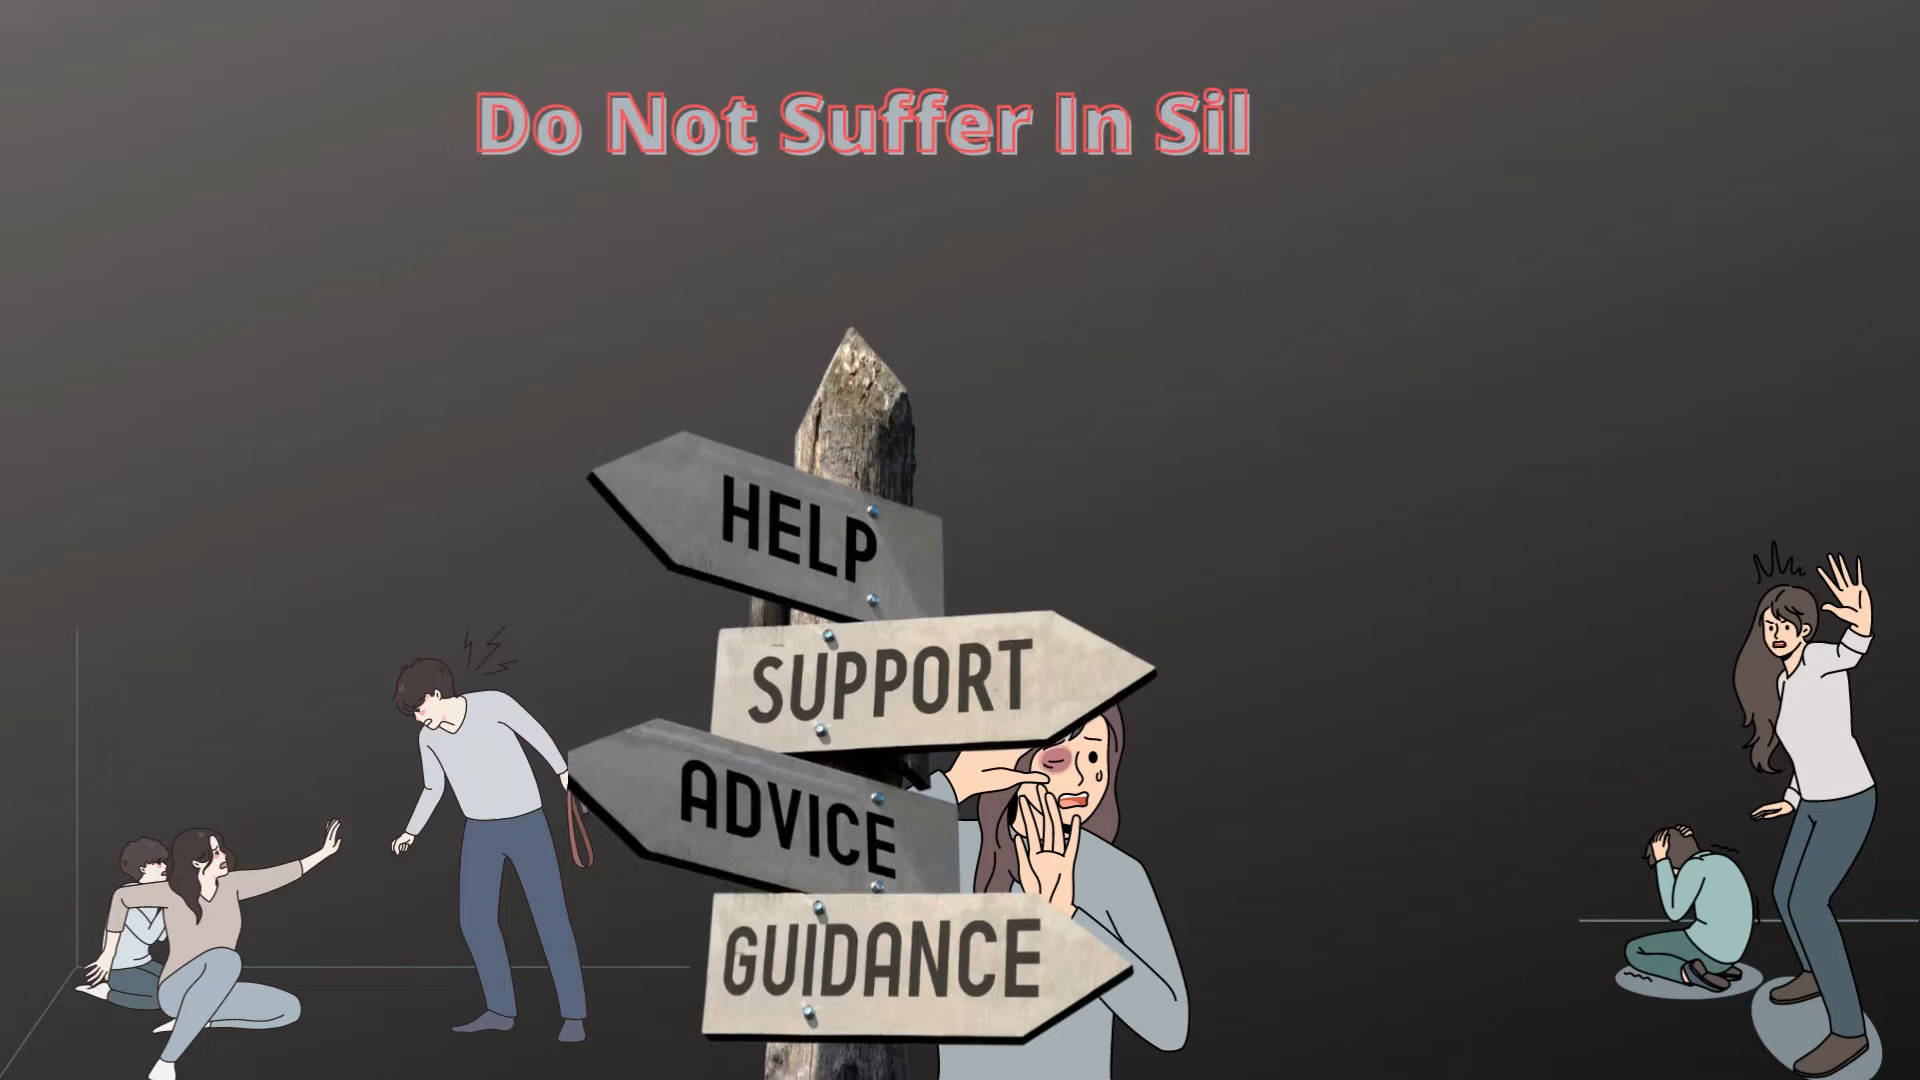 Do Not Suffer In Sil
HELP
SUPPORT
ADVICE
GUIDANCE